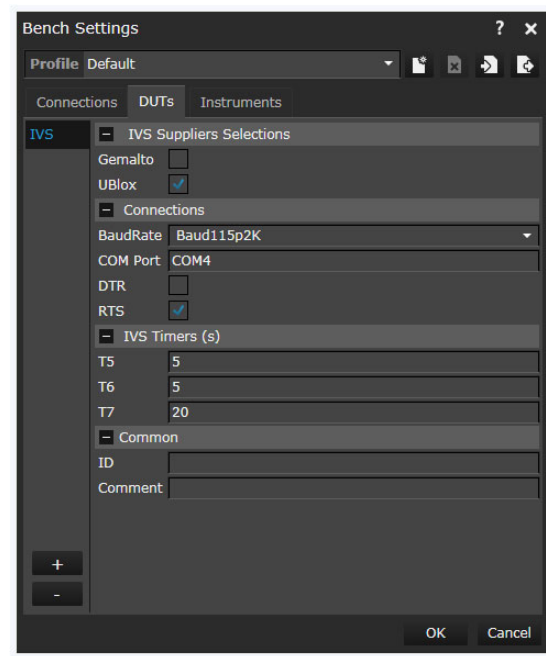 Bench Settings ? ×
Profile Default
Connections DUTs Instruments
IVS
IVS Suppliers Selections
Gemalto
UBlox
Connections
BaudRate Baud115p2K
COM Port COM4
DTR
RTS
IVS Timers (s)
T5 5
T6 5
T7 20
Common
ID
Comment
+
-
OK Cancel